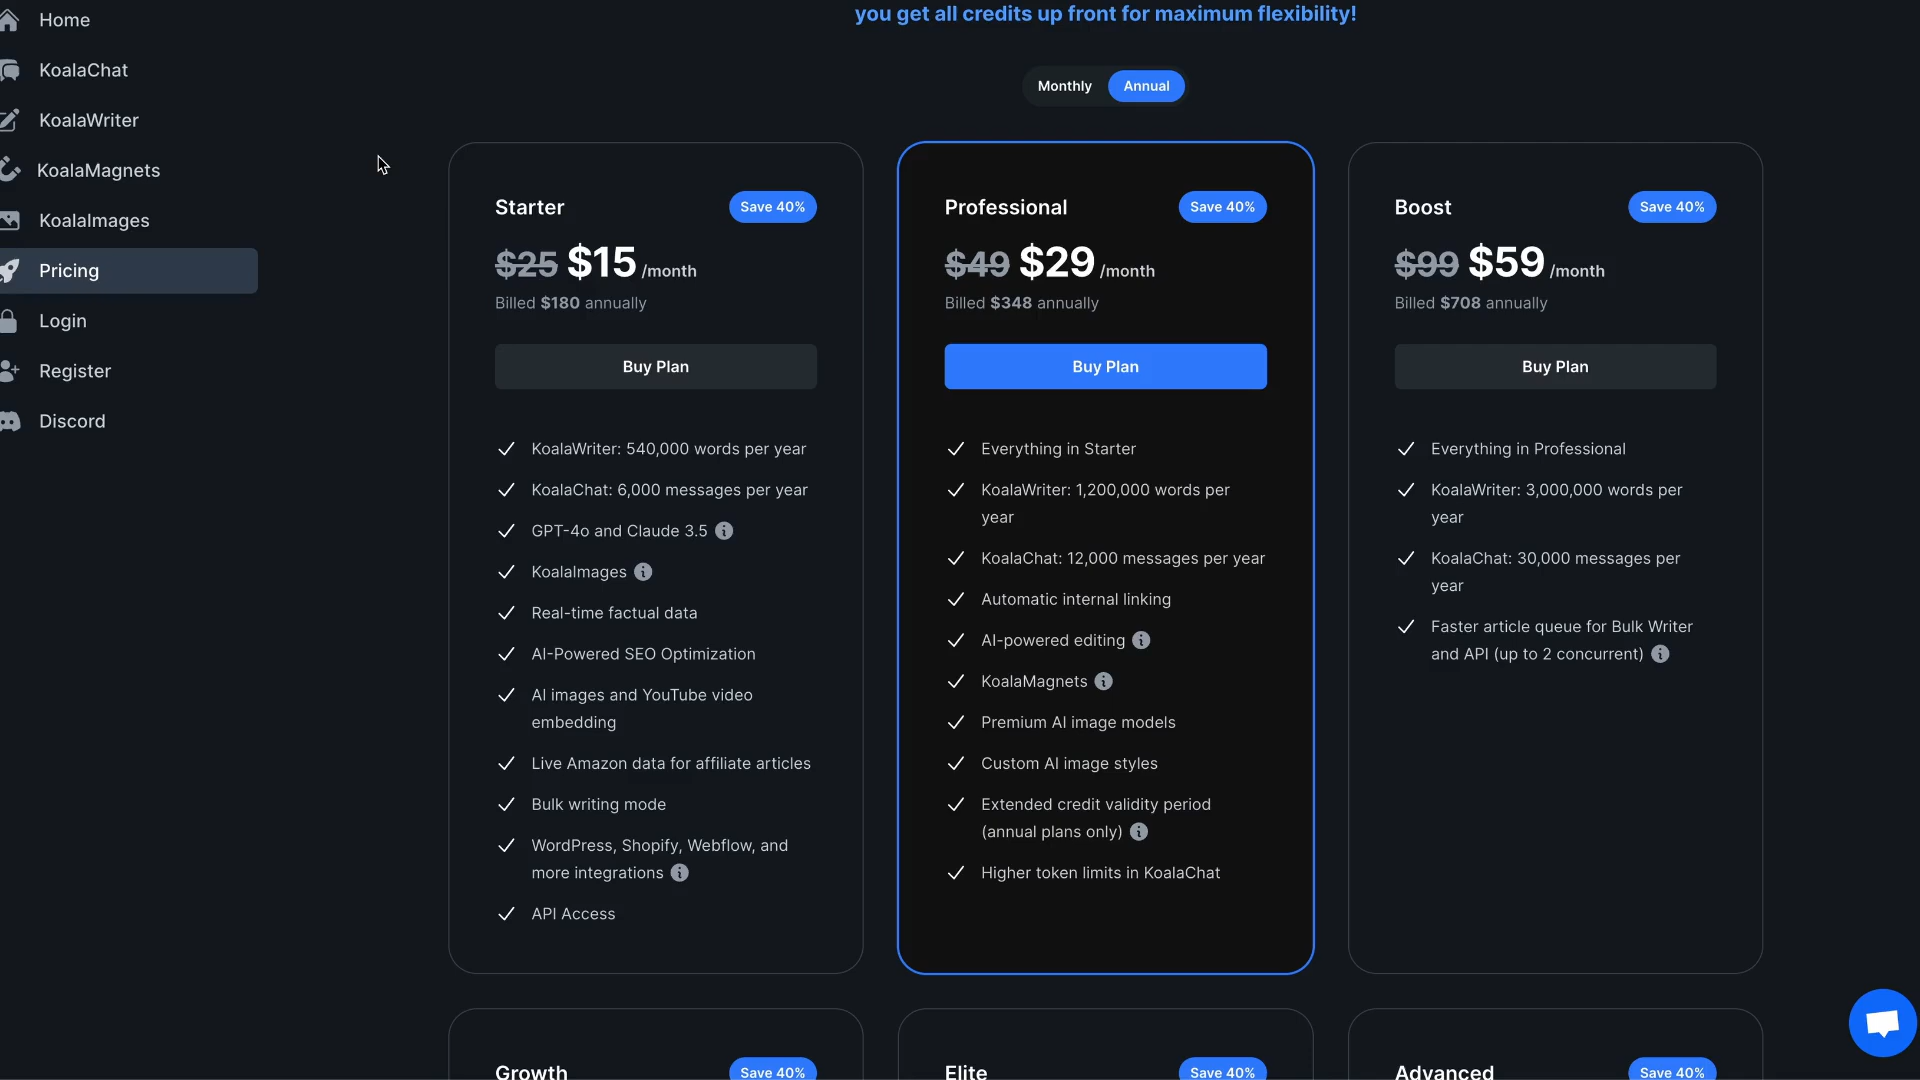 Home
KoalaChat
KoalaWriter
KoalaMagnets
KoalaImages
Pricing
Login
Register
Discord
you get all credits up front for maximum flexibility!
Monthly Annual
Starter Save 40%
$25 $15 /month
Billed $180 annually
Buy Plan
KoalaWriter: 540,000 words per year
KoalaChat: 6,000 messages per year
GPT-4o and Claude 3.5
KoalaImages
Real-time factual data
AI-Powered SEO Optimization
AI images and YouTube video
embedding
Live Amazon data for affiliate articles
Bulk writing mode
WordPress, Shopify, Webflow, and
more integrations
API Access
Professional Save 40%
$49 $29 /month
Billed $348 annually
Buy Plan
Everything in Starter
KoalaWriter: 1,200,000 words per
year
KoalaChat: 12,000 messages per year
Automatic internal linking
AI-powered editing
KoalaMagnets
Premium AI image models
Custom AI image styles
Extended credit validity period
(annual plans only)
Higher token limits in KoalaChat
Boost Save 40%
$99 $59 /month
Billed $708 annually
Buy Plan
Everything in Professional
KoalaWriter: 3,000,000 words per
year
KoalaChat: 30,000 messages per
year
Faster article queue for Bulk Writer
and API (up to 2 concurrent)
Growth Save 40%
Elite Save 40%
Advanced Save 40%